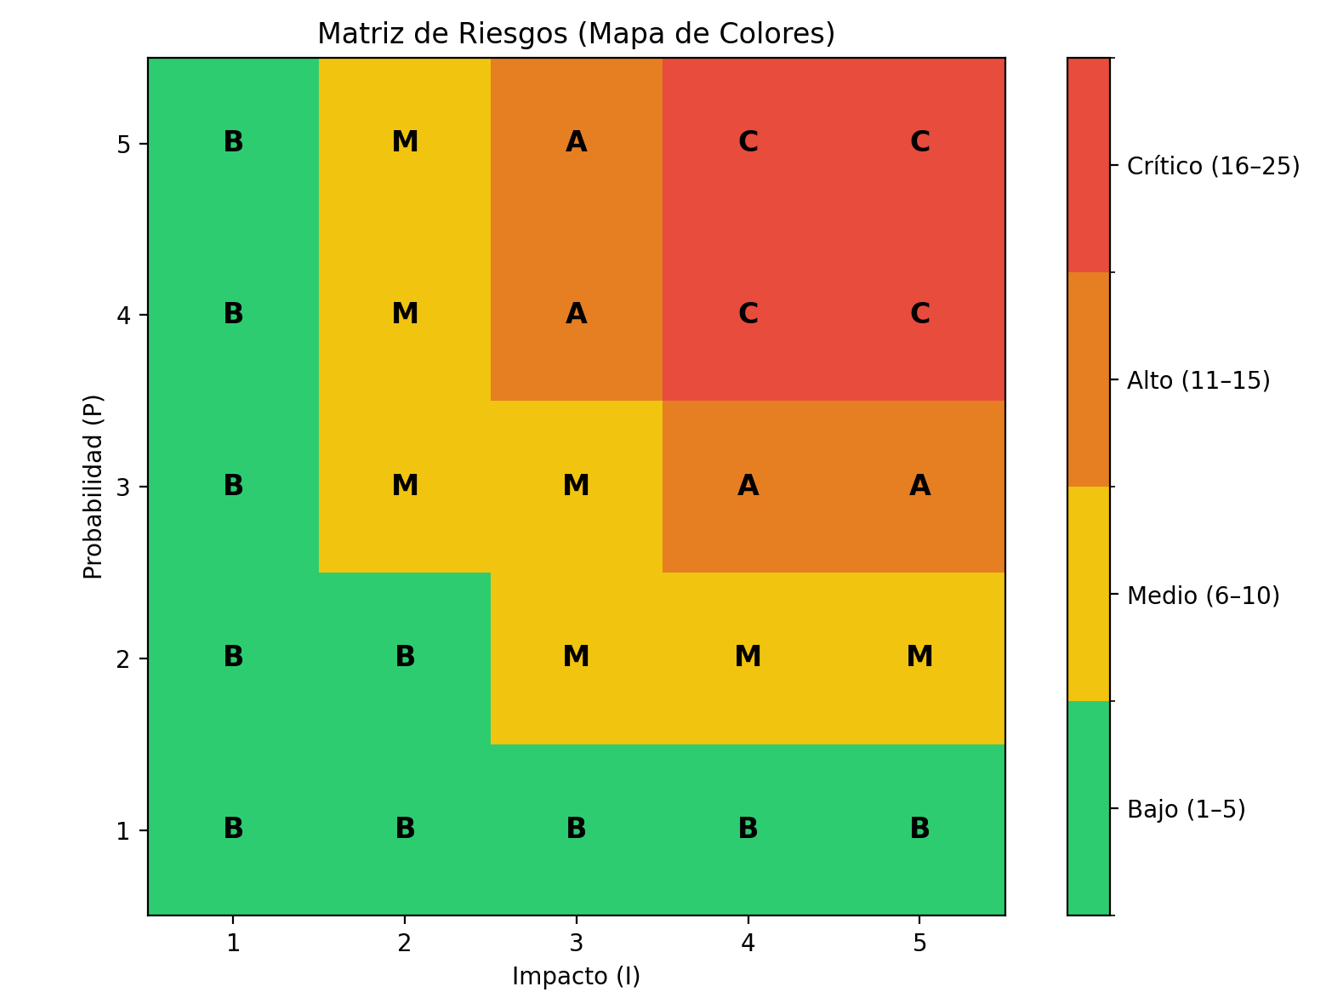 Matriz de Riesgos (Mapa de Colores)
5 B M A C C
4 B M A C C
3 B M M A A
2 B B M M M
1 B B B B B
1 2 3 4 5
Impacto (I)
Probabilidad (P)
Crítico (16–25)
Alto (11–15)
Medio (6–10)
Bajo (1–5)